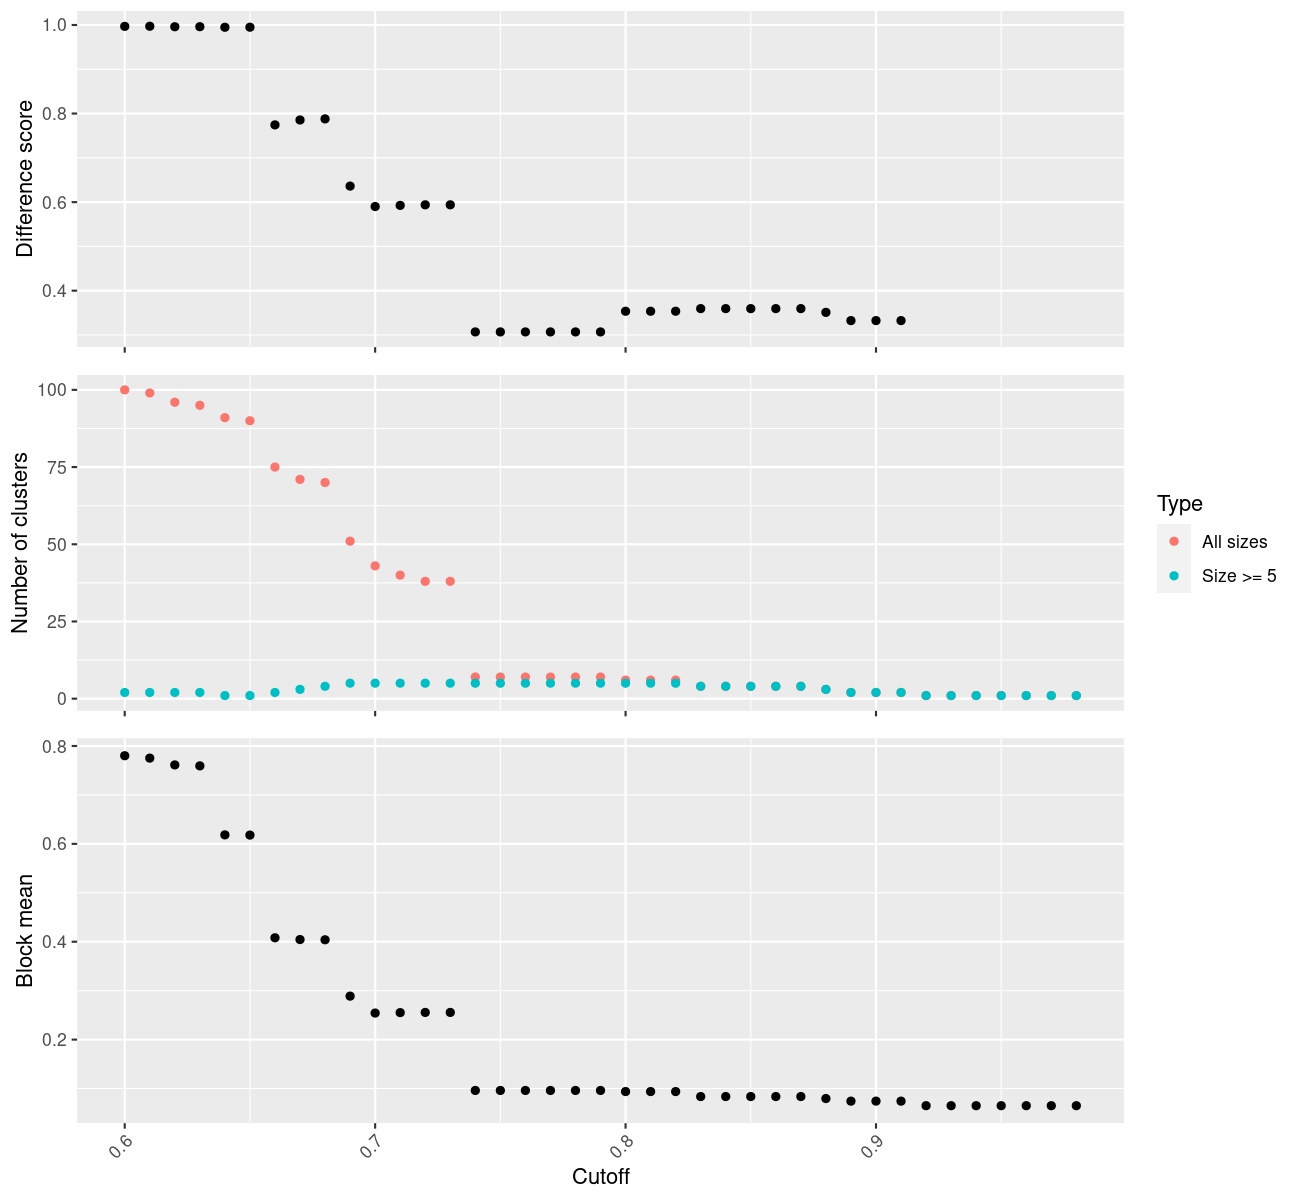 Difference score
1.0
0.8
0.6
0.4
Number of clusters
100
75
50
25
0
Type
All sizes
Size >= 5
Block mean
0.8
0.6
0.4
0.2
0.6
0.7
0.8
0.9
Cutoff